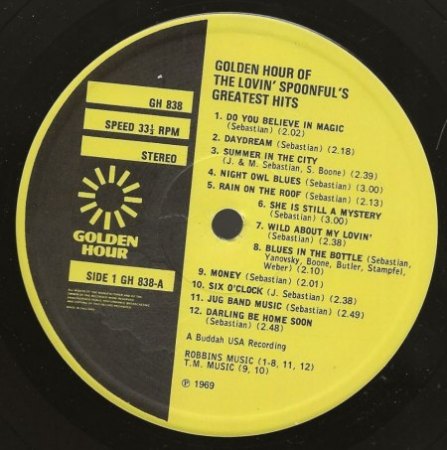 GOLDEN HOUR OF
THE LOVIN' SPOONFUL'S
GREATEST HITS
GH 838
SPEED 33⅓ RPM
STEREO
GOLDEN
HOUR
SIDE 1 GH 838-A
1. DO YOU BELIEVE IN MAGIC
(Sebastian) (2.02)
2. DAYDREAM (Sebastian) (2.18)
3. SUMMER IN THE CITY
(J. & M. Sebastian, S. Boone) (2.39)
4. NIGHT OWL BLUES (Sebastian) (3.00)
5. RAIN ON THE ROOF (Sebastian) (2.13)
6. SHE IS STILL A MYSTERY
(Sebastian) (3.00)
7. WILD ABOUT MY LOVIN'
(Sebastian) (2.38)
8. BLUES IN THE BOTTLE (Sebastian,
Yanovsky, Boone, Butler, Stampfel,
Weber) (2.10)
9. MONEY (Sebastian) (2.01)
10. SIX O'CLOCK (J. Sebastian) (2.38)
11. JUG BAND MUSIC (Sebastian) (2.49)
12. DARLING BE HOME SOON
(Sebastian) (2.48)
A Buddah USA Recording
ROBBINS MUSIC (1-8, 11, 12)
T.M. MUSIC (9, 10)
℗ 1969